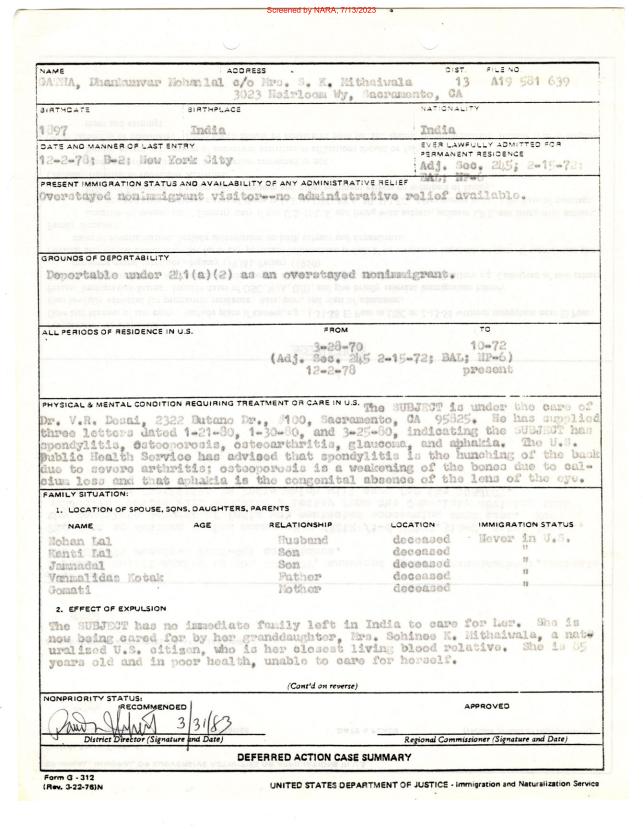 Screened by NARA, 7/13/2023
NAME ADDRESS DIST. FILE NO
Dhankunvar Mohanlal c/o Mrs. S. K. Mithaiwala 13 A19 581 639
3023 Heirloom Wy, Sacramento, CA
BIRTHDATE BIRTHPLACE NATIONALITY
1897 India India
DATE AND MANNER OF LAST ENTRY EVER LAWFULLY ADMITTED FOR PERMANENT RESIDENCE
12-2-78; B-2; New York City Adj. Sec. 245; 2-15-72;
BAL; NP-6
PRESENT IMMIGRATION STATUS AND AVAILABILITY OF ANY ADMINISTRATIVE RELIEF
Overstayed nonimmigrant visitor--no administrative relief available.
GROUNDS OF DEPORTABILITY
Deportable under 241(a)(2) as an overstayed nonimmigrant.
ALL PERIODS OF RESIDENCE IN U.S. FROM TO
3-28-70 10-72
(Adj. Sec. 245 2-15-72; BAL; NP-6)
12-2-78 present
PHYSICAL & MENTAL CONDITION REQUIRING TREATMENT OR CARE IN U.S. The SUBJECT is under the care of
Dr. V.R. Desai, 2322 Butano Dr., #100, Sacramento, CA 95825. He has supplied
three letters dated 1-21-80, 1-30-80, and 3-25-80, indicating the SUBJECT has
spondylitis, osteoporosis, osteoarthritis, glaucoma, and aphakia. The U.S.
Public Health Service has advised that spondylitis is the hunching of the back
due to severe arthritis; osteoporosis is a weakening of the bones due to cal-
cium loss and that aphakia is the congenital absence of the lens of the eye.
FAMILY SITUATION:
1. LOCATION OF SPOUSE, SONS, DAUGHTERS, PARENTS
NAME AGE RELATIONSHIP LOCATION IMMIGRATION STATUS
Mohan Lal Husband deceased Never in U.S.
Kanti Lal Son deceased "
Jamnadal Son deceased "
Vanmalidas Kotak Father deceased "
Gomati Mother deceased "
2. EFFECT OF EXPULSION
The SUBJECT has no immediate family left in India to care for her. She is
now being cared for by her granddaughter, Mrs. Sohinee K. Mithaiwala, a nat-
uralized U.S. citizen, who is her closest living blood relative. She is 85
years old and in poor health, unable to care for herself.
(Cont'd on reverse)
NONPRIORITY STATUS:
RECOMMENDED APPROVED
3/31/83
District Director (Signature and Date) Regional Commissioner (Signature and Date)
DEFERRED ACTION CASE SUMMARY
Form G - 312
(Rev. 3-22-76)N UNITED STATES DEPARTMENT OF JUSTICE - Immigration and Naturalization Service